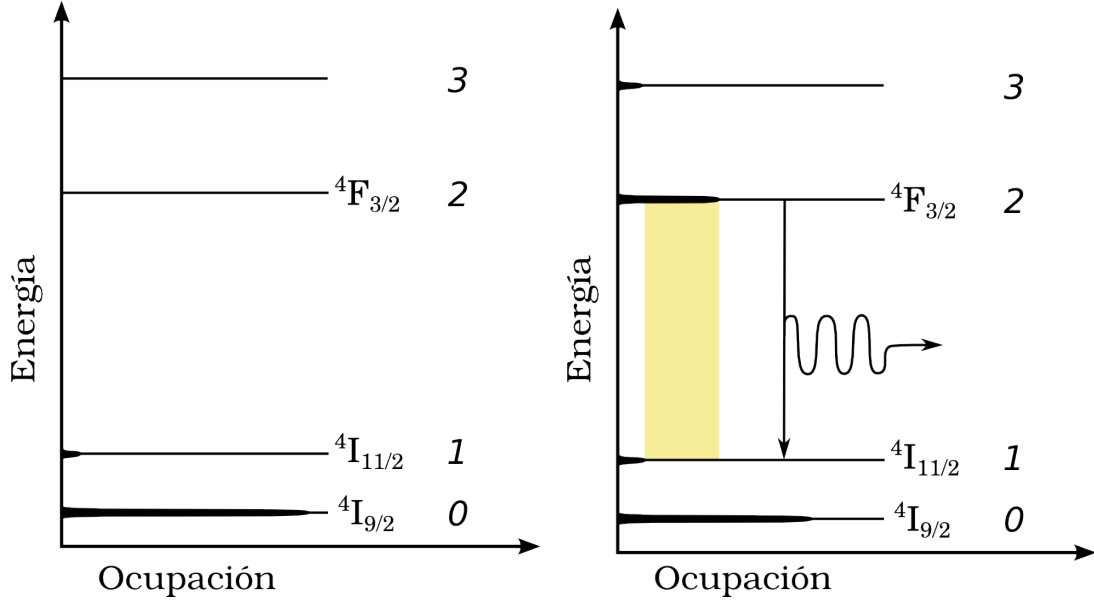 3
⁴F₃/₂ 2
Energía
⁴I₁₁/₂ 1
⁴I₉/₂ 0
Ocupación
3
⁴F₃/₂ 2
Energía
⁴I₁₁/₂ 1
⁴I₉/₂ 0
Ocupación